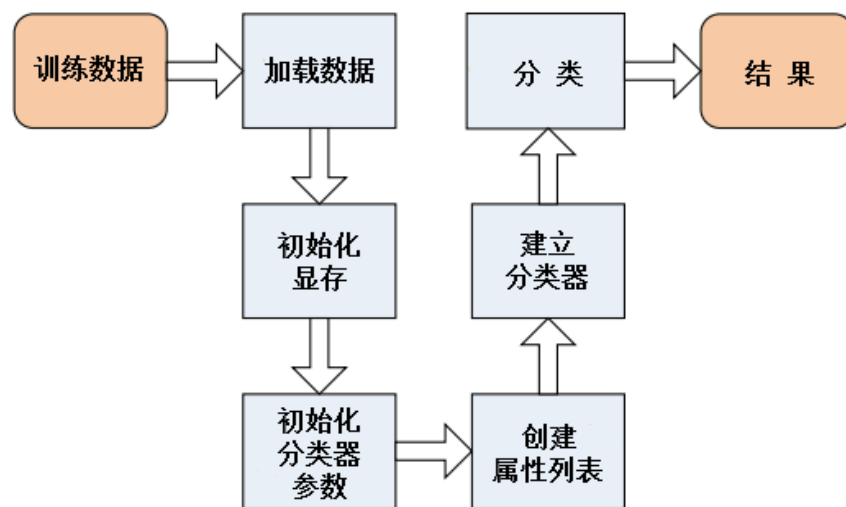 训练数据
加载数据
初始化
显存
初始化
分类器
参数
创建
属性列表
建立
分类器
分 类
结 果